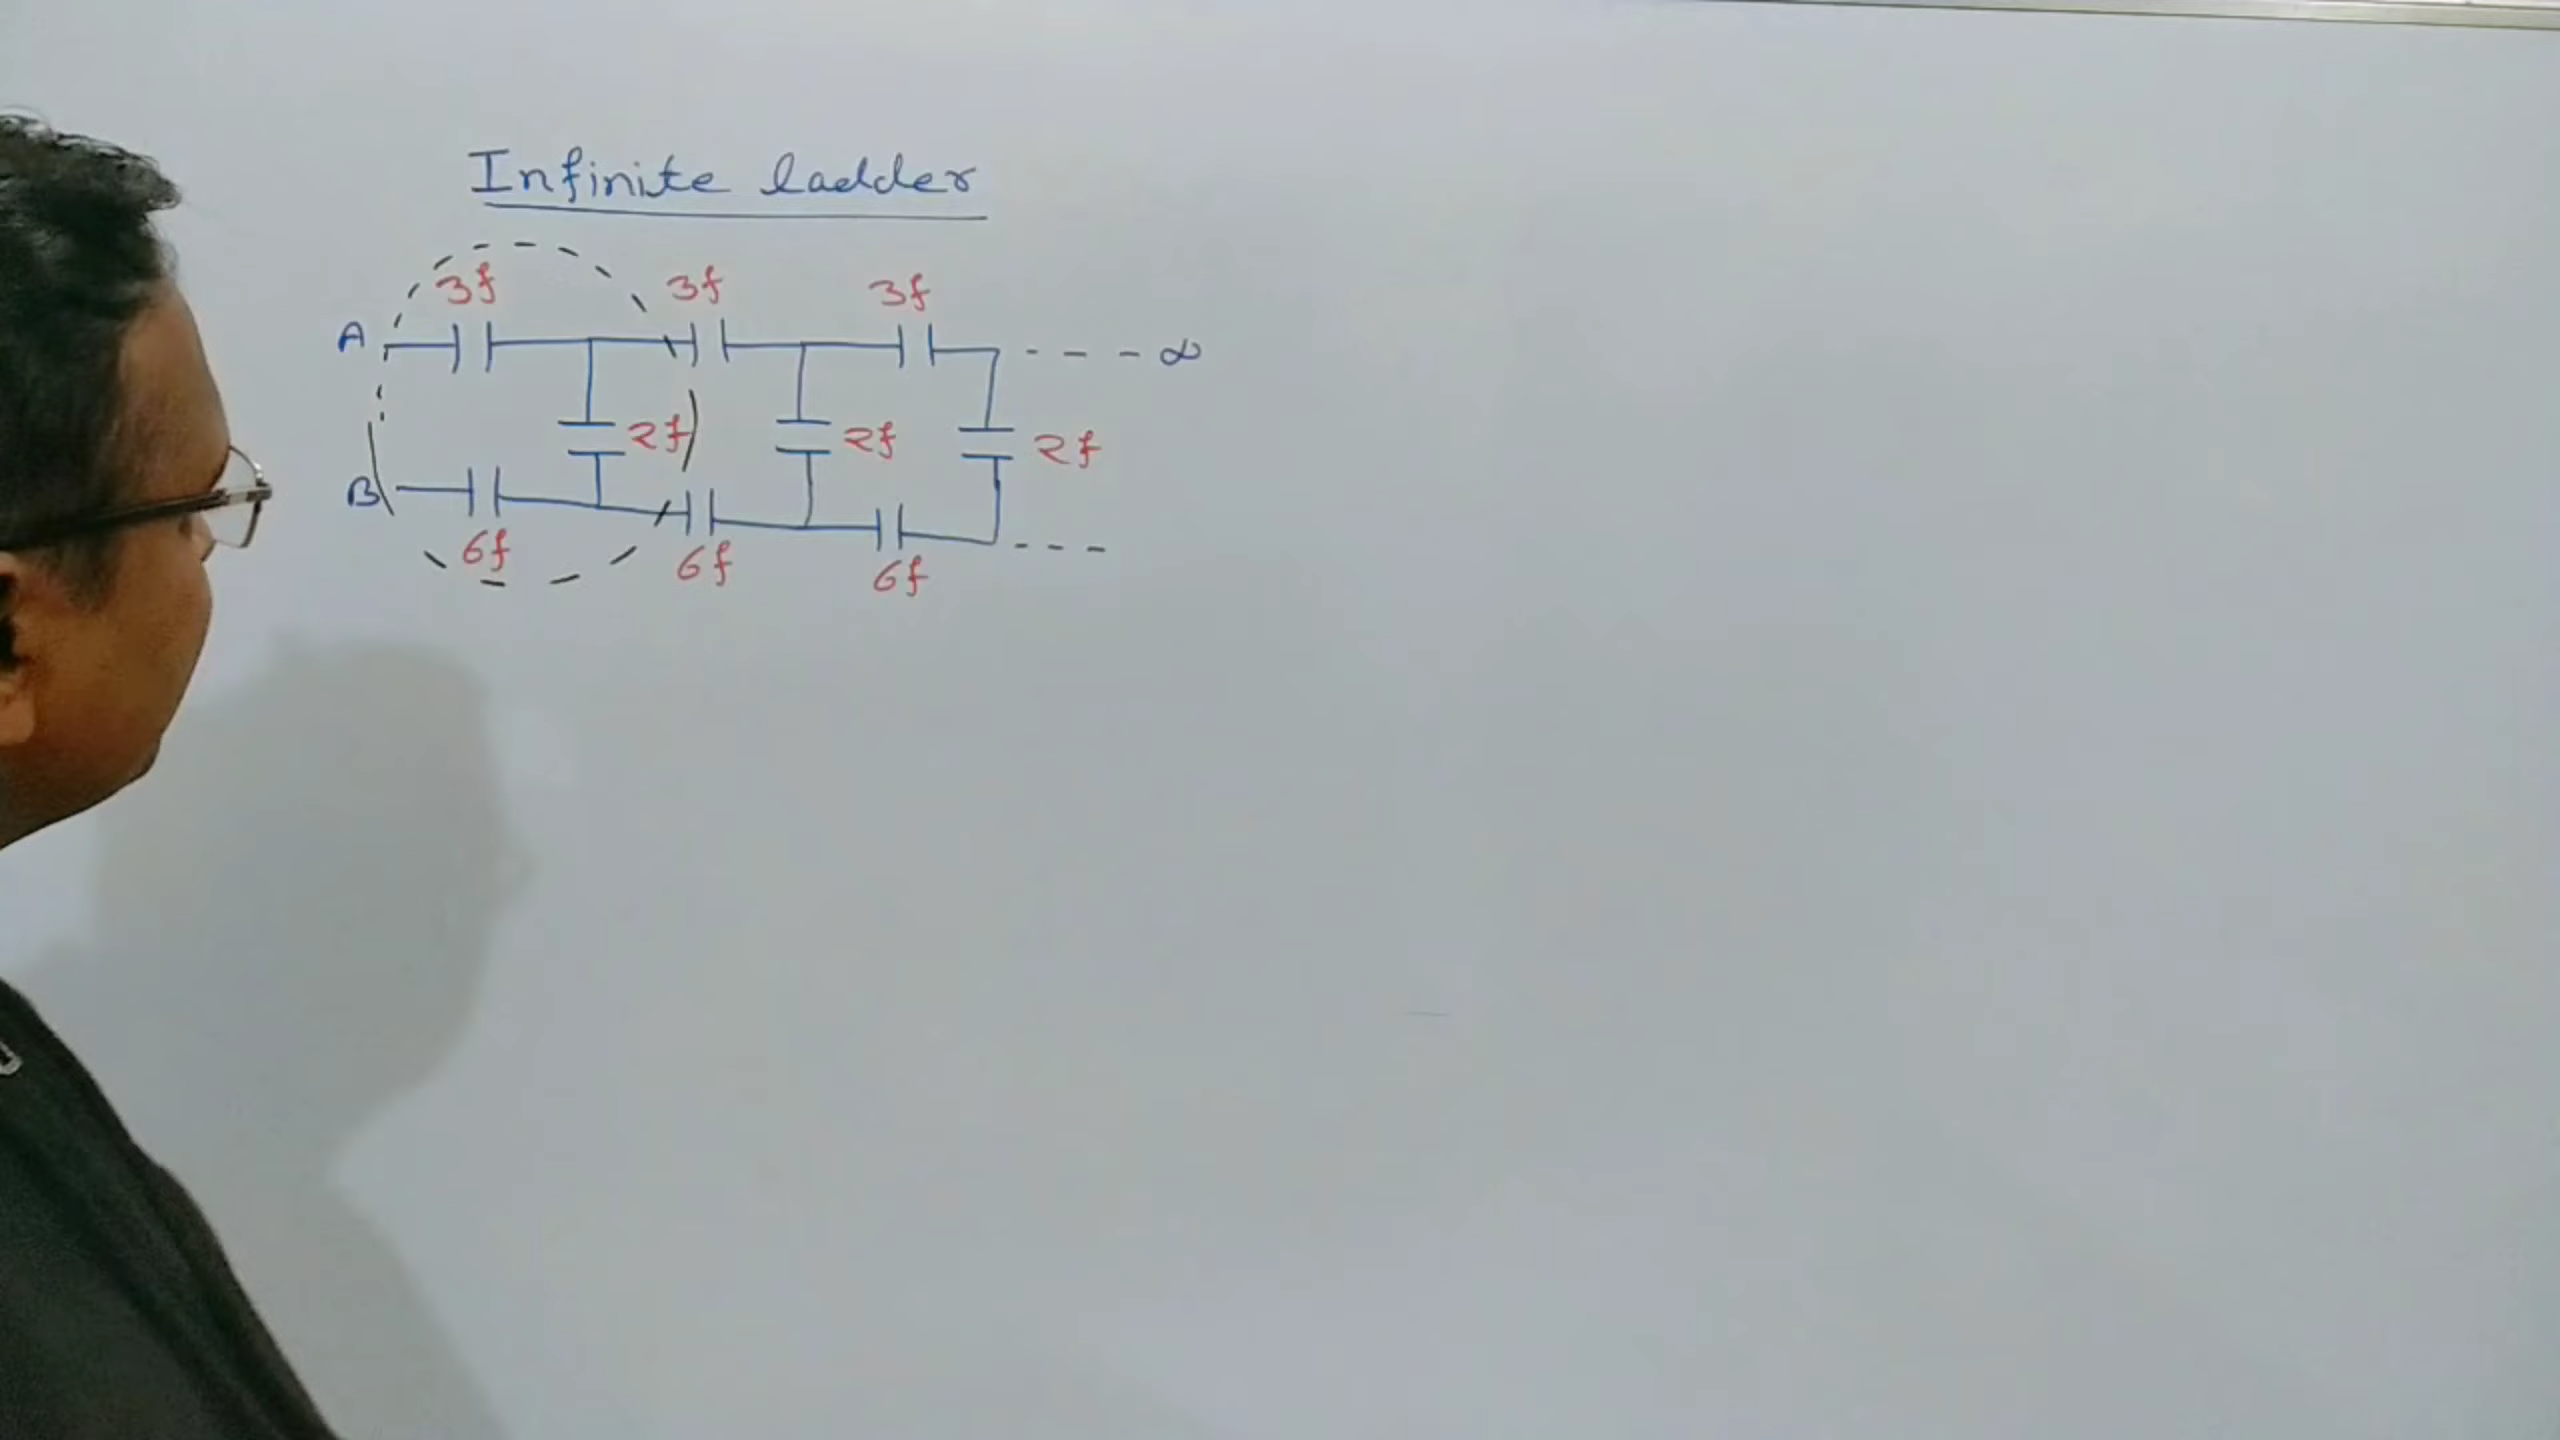 Infinite ladder
3f 3f 3f
A - - - ∞
2f 2f 2f
B - - -
6f 6f 6f